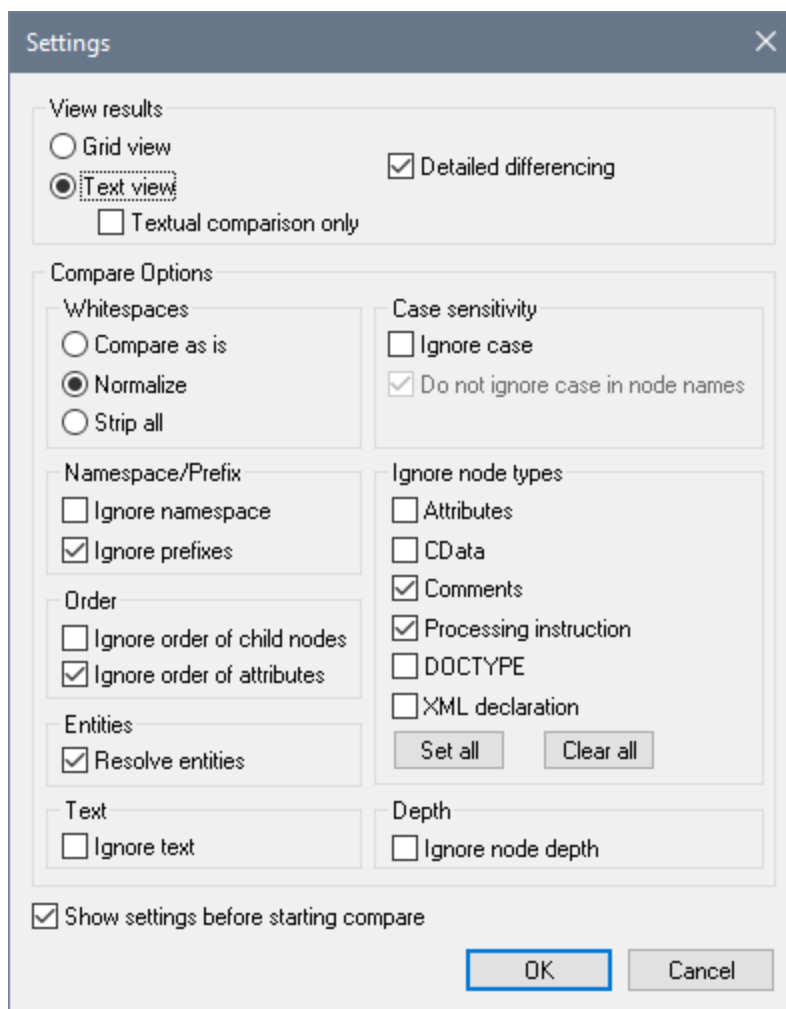 Settings
View results
Grid view
Text view
Detailed differencing
Textual comparison only
Compare Options
Whitespaces
Compare as is
Normalize
Strip all
Case sensitivity
Ignore case
Do not ignore case in node names
Namespace/Prefix
Ignore namespace
Ignore prefixes
Ignore node types
Attributes
CData
Comments
Processing instruction
DOCTYPE
XML declaration
Set all
Clear all
Order
Ignore order of child nodes
Ignore order of attributes
Entities
Resolve entities
Text
Ignore text
Depth
Ignore node depth
Show settings before starting compare
OK
Cancel